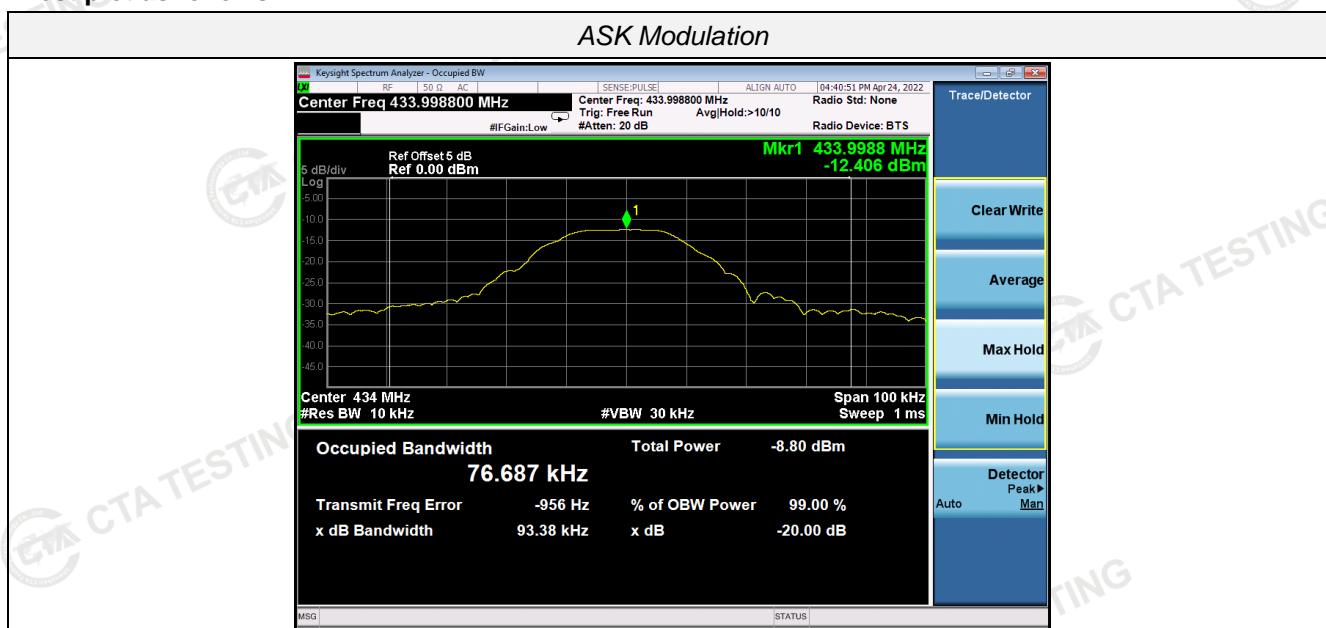 ASK Modulation
Keysight Spectrum Analyzer - Occupied BW
LXI RF 50 Ω AC SENSE:PULSE ALIGN AUTO 04:40:51 PM Apr 24, 2022
Center Freq 433.998800 MHz
Center Freq: 433.998800 MHz Radio Std: None
Trig: Free Run Avg|Hold:>10/10
#IFGain:Low #Atten: 20 dB Radio Device: BTS
Trace/Detector
Mkr1 433.9988 MHz
-12.406 dBm
Ref Offset 5 dB
5 dB/div Ref 0.00 dBm
Log
-5.00
-10.0
-15.0
-20.0
-25.0
-30.0
-35.0
-40.0
-45.0
1
Center 434 MHz Span 100 kHz
#Res BW 10 kHz #VBW 30 kHz Sweep 1 ms
Occupied Bandwidth Total Power -8.80 dBm
76.687 kHz
Transmit Freq Error -956 Hz % of OBW Power 99.00 %
x dB Bandwidth 93.38 kHz x dB -20.00 dB
Clear Write
Average
Max Hold
Min Hold
Detector
Peak
Auto Man
MSG STATUS
CTA TESTING
CTA TESTING